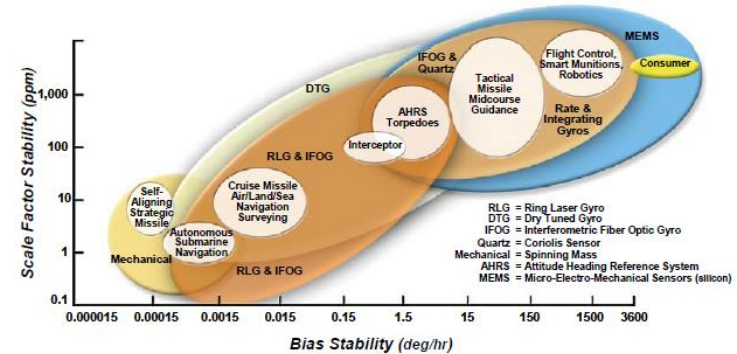 MEMS
IFOG &
Quartz
Flight Control,
Smart Munitions,
Robotics
Consumer
DTG
Tactical
Missile
Midcourse
Guidance
Rate &
Integrating
Gyros
AHRS
Torpedoes
Interceptor
RLG & IFOG
Cruise Missile
Air/Land/Sea
Navigation
Surveying
Self-
Aligning
Strategic
Missile
Autonomous
Submarine
Navigation
Mechanical
RLG & IFOG
Scale Factor Stability (ppm)
1,000
100
10
1
0.1
RLG = Ring Laser Gyro
DTG = Dry Tuned Gyro
IFOG = Interferometric Fiber Optic Gyro
Quartz = Coriolis Sensor
Mechanical = Spinning Mass
AHRS = Attitude Heading Reference System
MEMS = Micro-Electro-Mechanical Sensors (silicon)
0.000015 0.00015 0.0015 0.015 0.15 1.5 15 150 1500 3600
Bias Stability (deg/hr)